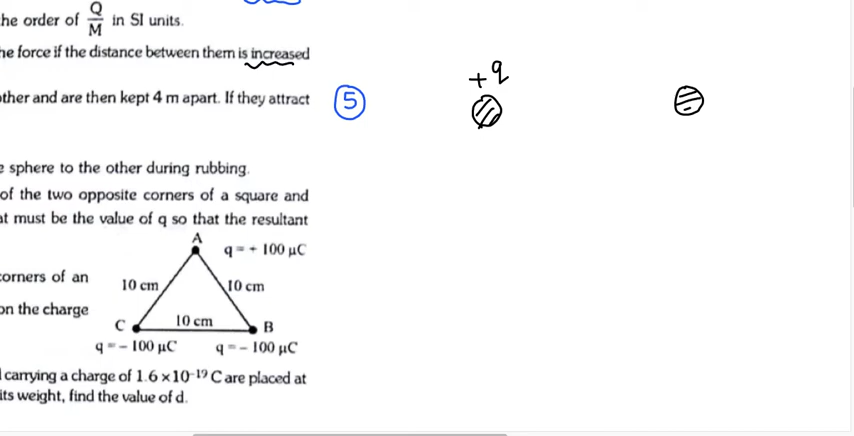 he order of Q/M in SI units.
he force if the distance between them is increased
+q
other and are then kept 4 m apart. If they attract
5
e sphere to the other during rubbing.
of the two opposite corners of a square and
at must be the value of q so that the resultant
A
q = + 100 μC
corners of an
10 cm
10 cm
on the charge
10 cm
C
B
q = - 100 μC
q = - 100 μC
carrying a charge of 1.6 × 10⁻¹⁹ C are placed at
its weight, find the value of d.